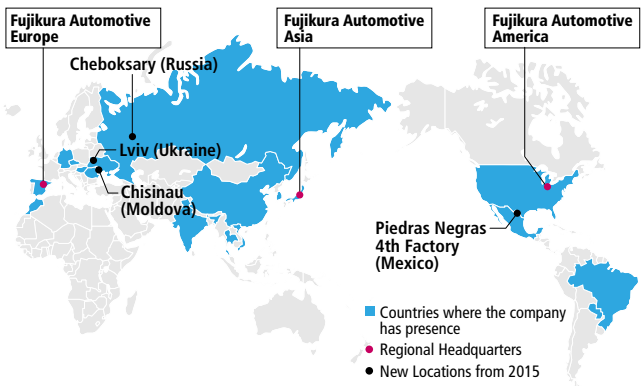 Fujikura Automotive
Europe
Fujikura Automotive
Asia
Fujikura Automotive
America
Cheboksary (Russia)
Lviv (Ukraine)
Chisinau
(Moldova)
Piedras Negras
4th Factory
(Mexico)
Countries where the company
has presence
Regional Headquarters
New Locations from 2015